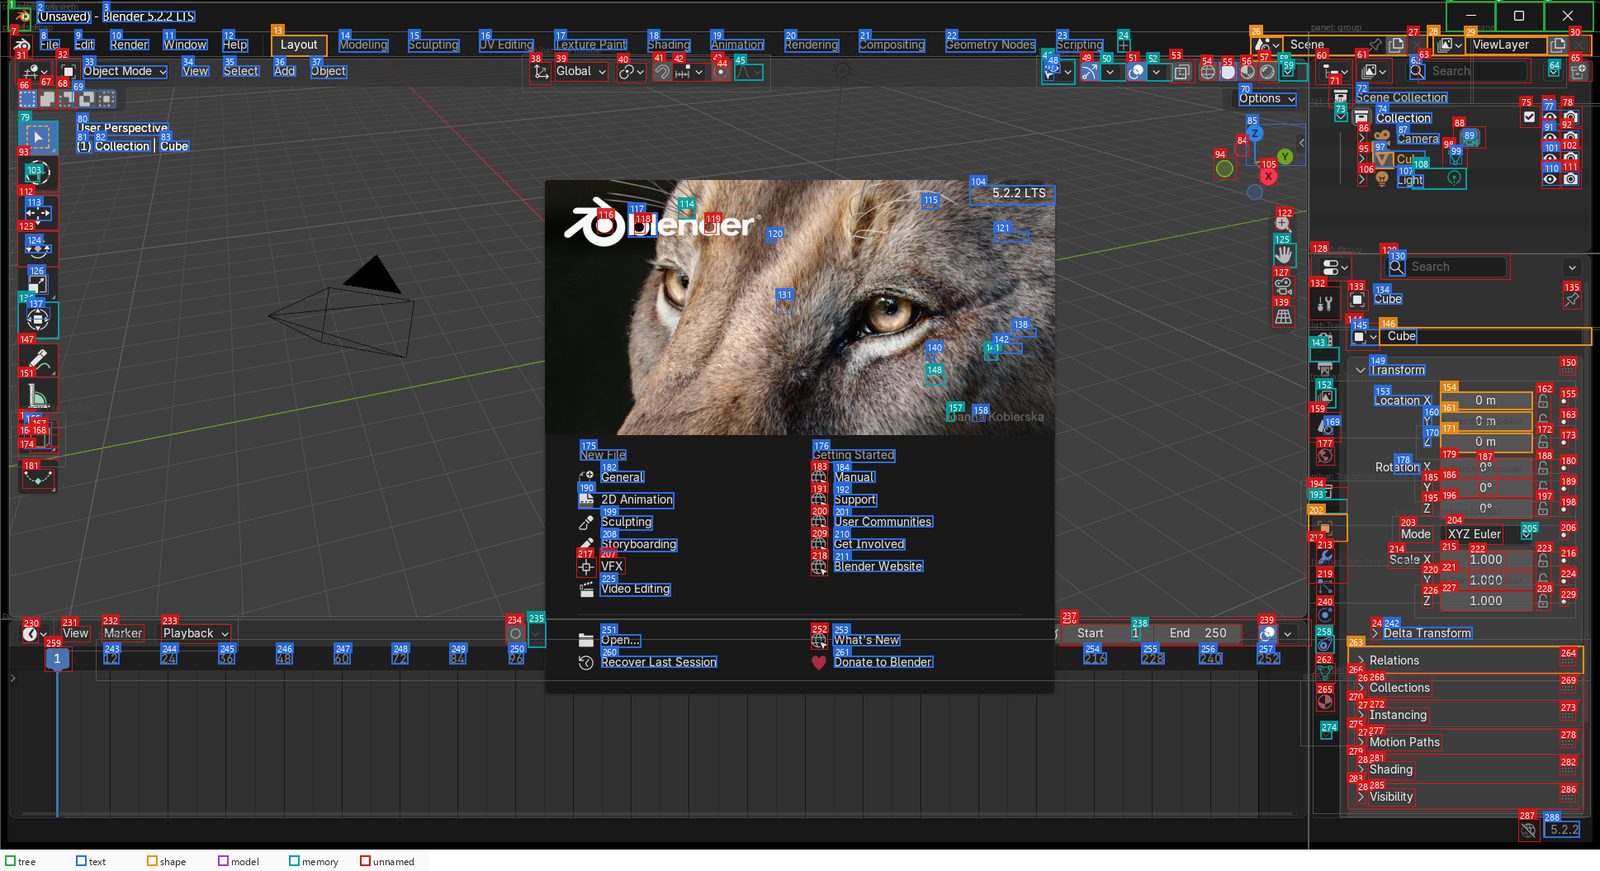 (Unsaved) - Blender 5.2.2 LTS
File Edit Render Window Help Layout Modeling Sculpting UV Editing Texture Paint Shading Animation Rendering Compositing Geometry Nodes Scripting Scene ViewLayer
Object Mode View Select Add Object Global Search
Options
User Perspective
(1) Collection | Cube
Scene Collection
Collection
Camera
Light
Z
Y
X
5.2.2 LTS
blender
Search
Cube
Cube
Transform
Location X 0 m
Y 0 m
Z 0 m
Rotation X 0°
Y 0°
Z 0°
Mode XYZ Euler
Scale X 1.000
Y 1.000
Z 1.000
Delta Transform
Relations
Collections
Instancing
Motion Paths
Shading
Visibility
Kobierska
New File
General
2D Animation
Sculpting
Storyboarding
VFX
Video Editing
Getting Started
Manual
Support
User Communities
Get Involved
Blender Website
Open...
Recover Last Session
What's New
Donate to Blender
View Marker Playback Start 1 End 250
1 12 24 36 48 60 72 84 96 216 228 240 252
5.2.2
tree text shape model memory unnamed